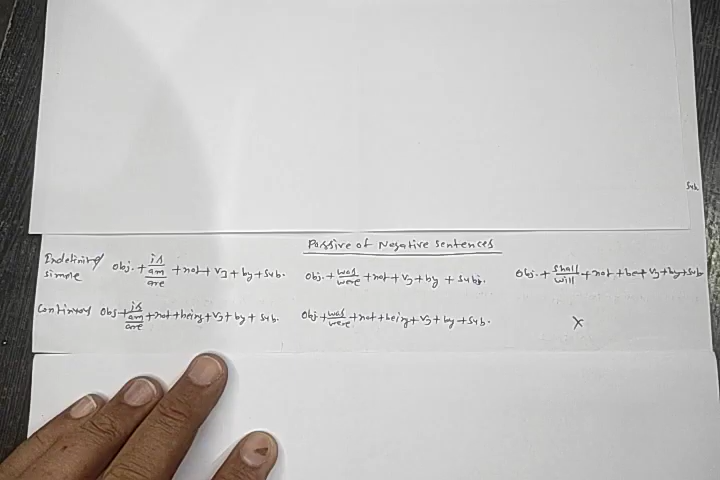 Sub
Passive of Negative Sentences
Indefinite/ simple Obj. + is/am/are + not + V3 + by + sub. Obj. + was/were + not + V3 + by + subj. Obj. + shall/will + not + be + V3 + by + sub
Continuous Obj + is/am/are + not + being + V3 + by + sub. Obj. + was/were + not + being + V3 + by + sub. X